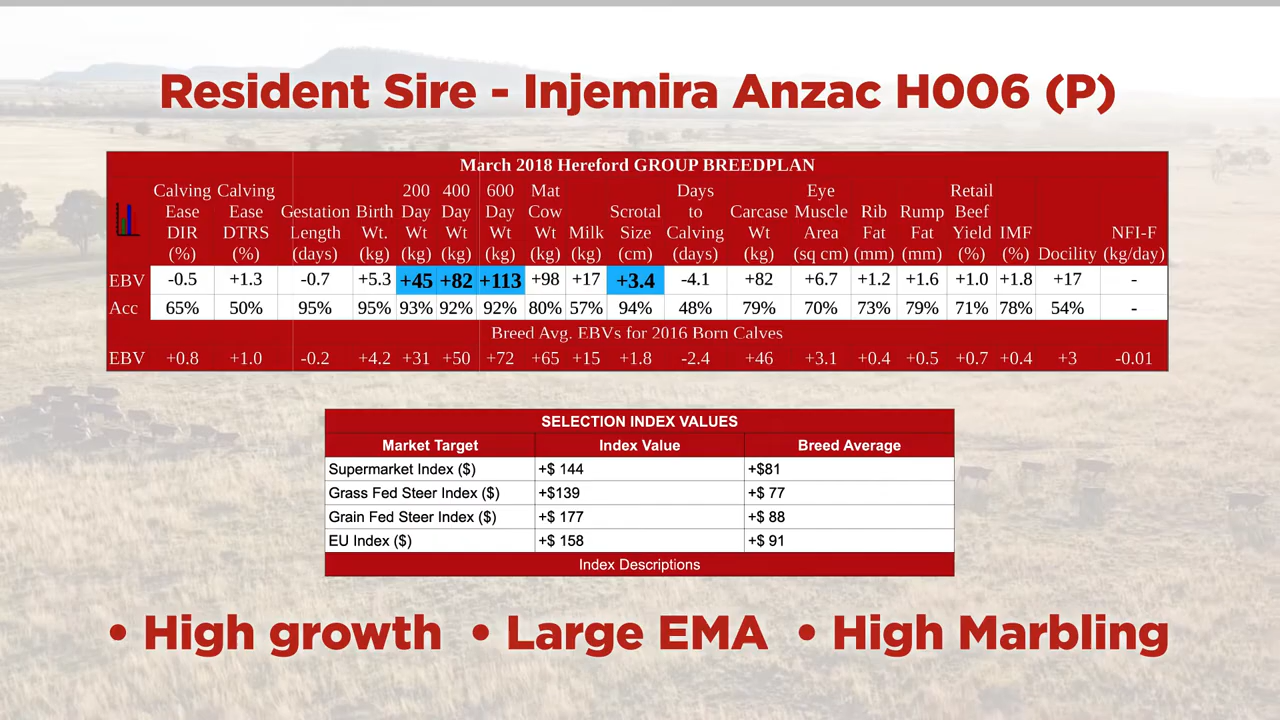 Resident Sire - Injemira Anzac H006 (P)
March 2018 Hereford GROUP BREEDPLAN
Calving Ease DIR (%) Calving Ease DTRS (%) Gestation Length (days) Birth Wt. (kg) 200 Day Wt (kg) 400 Day Wt (kg) 600 Day Wt (kg) Mat Cow Wt (kg) Milk (kg) Scrotal Size (cm) Days to Calving (days) Carcase Wt (kg) Eye Muscle Area (sq cm) Rib Fat (mm) Rump Fat (mm) Retail Beef Yield (%) IMF (%) Docility NFI-F (kg/day)
EBV -0.5 +1.3 -0.7 +5.3 +45 +82 +113 +98 +17 +3.4 -4.1 +82 +6.7 +1.2 +1.6 +1.0 +1.8 +17 -
Acc 65% 50% 95% 95% 93% 92% 92% 80% 57% 94% 48% 79% 70% 73% 79% 71% 78% 54% -
Breed Avg. EBVs for 2016 Born Calves
EBV +0.8 +1.0 -0.2 +4.2 +31 +50 +72 +65 +15 +1.8 -2.4 +46 +3.1 +0.4 +0.5 +0.7 +0.4 +3 -0.01
SELECTION INDEX VALUES
Market Target Index Value Breed Average
Supermarket Index ($) +$ 144 +$81
Grass Fed Steer Index ($) +$139 +$ 77
Grain Fed Steer Index ($) +$ 177 +$ 88
EU Index ($) +$ 158 +$ 91
Index Descriptions
• High growth • Large EMA • High Marbling